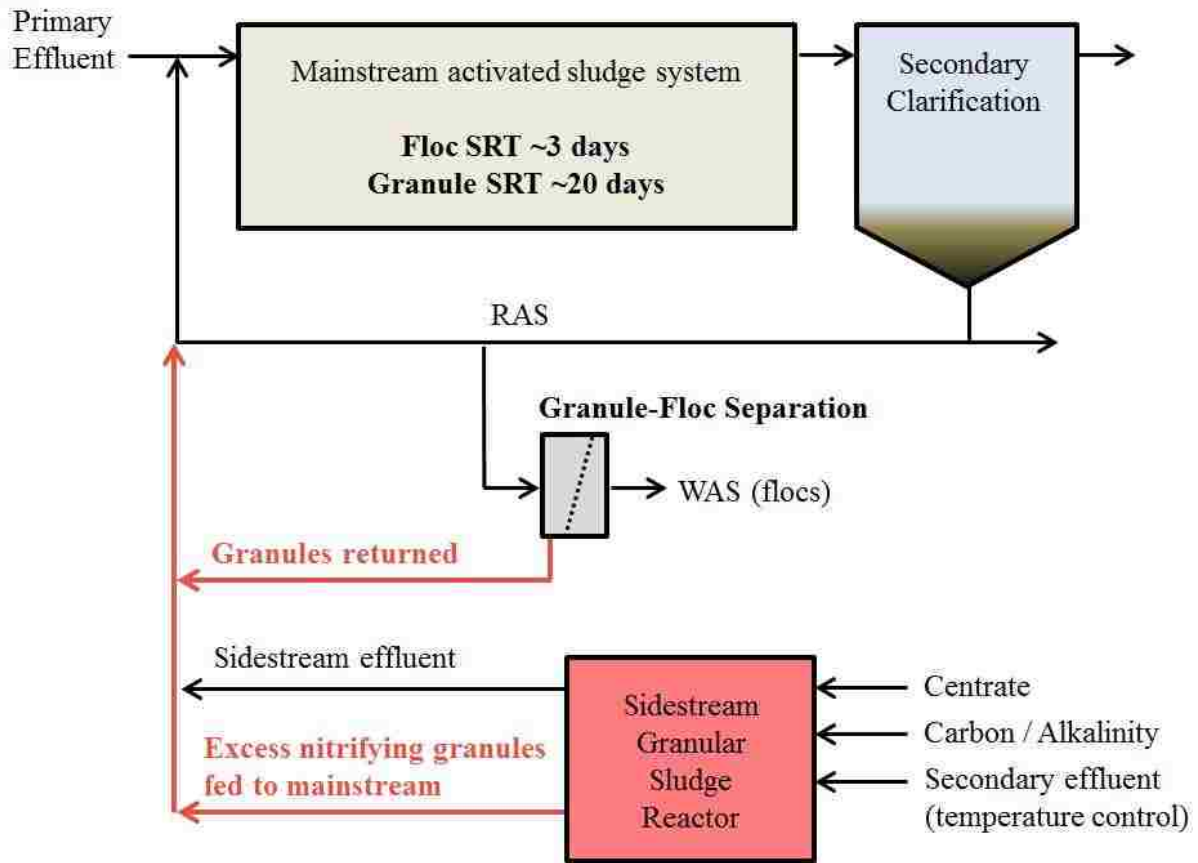 Primary
Effluent
Mainstream activated sludge system
Floc SRT ~3 days
Granule SRT ~20 days
Secondary
Clarification
RAS
Granule-Floc Separation
WAS (flocs)
Granules returned
Sidestream effluent
Excess nitrifying granules
fed to mainstream
Sidestream
Granular
Sludge
Reactor
Centrate
Carbon / Alkalinity
Secondary effluent
(temperature control)